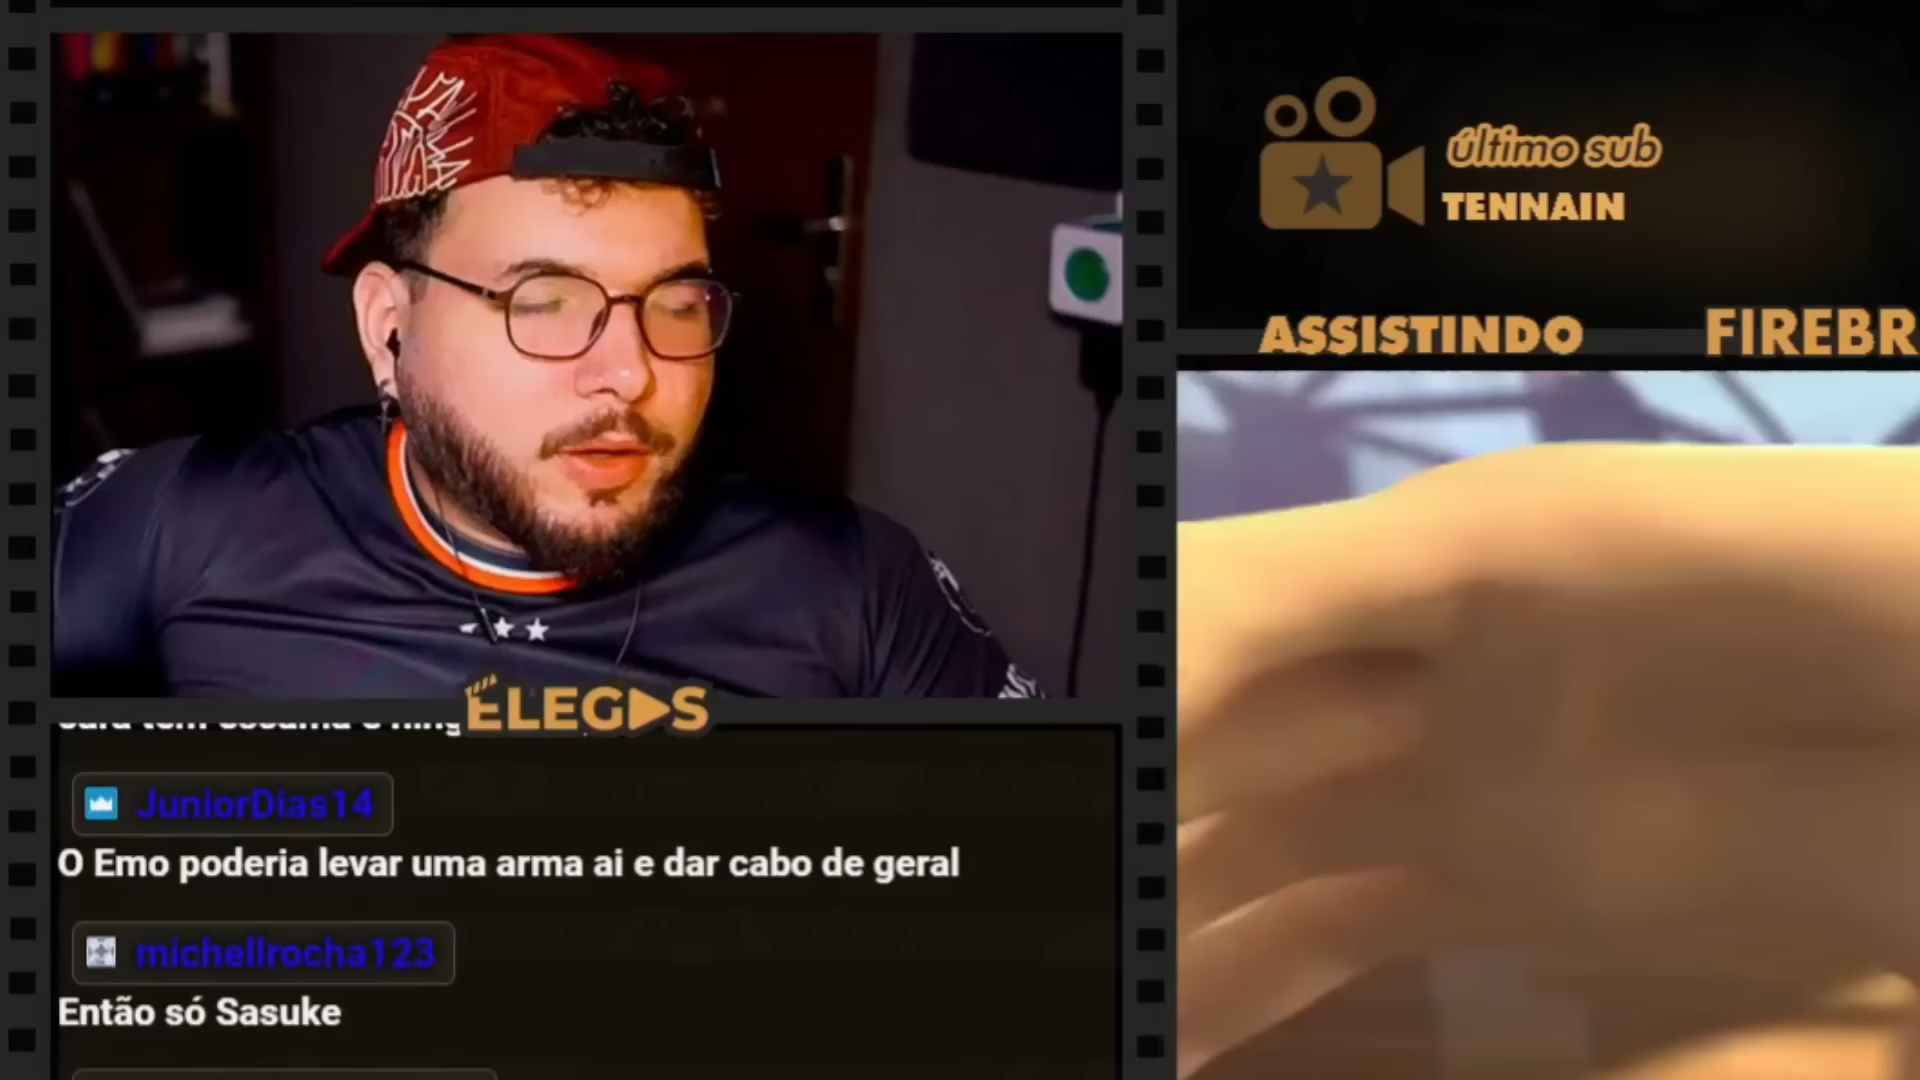 último sub
TENNAIN
ASSISTINDO
FIREBR
ELEG▶S
JuniorDias14
O Emo poderia levar uma arma ai e dar cabo de geral
michellrocha123
Então só Sasuke